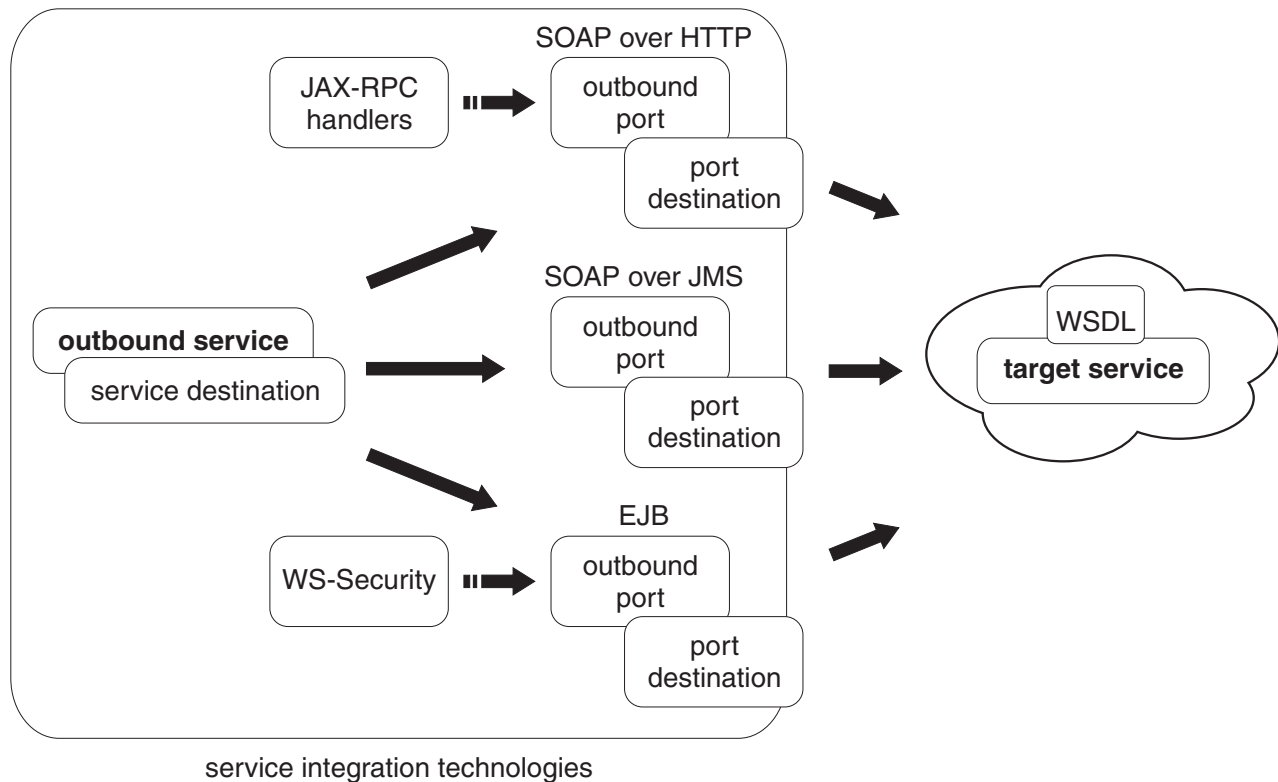 SOAP over HTTP
JAX-RPC
handlers
outbound
port
port
destination
SOAP over JMS
outbound service
service destination
outbound
port
port
destination
WSDL
target service
EJB
WS-Security
outbound
port
port
destination
service integration technologies